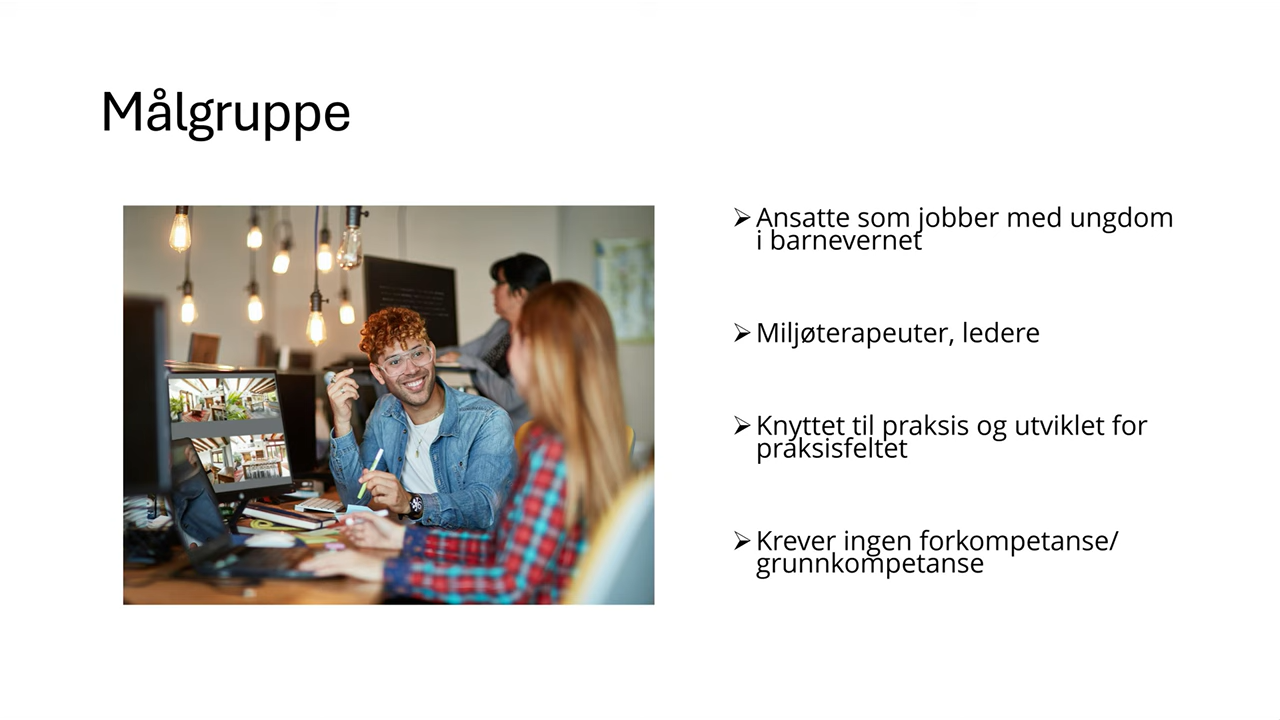 Målgruppe
➢ Ansatte som jobber med ungdom
i barnevernet
➢ Miljøterapeuter, ledere
➢ Knyttet til praksis og utviklet for
praksisfeltet
➢ Krever ingen forkompetanse/
grunnkompetanse